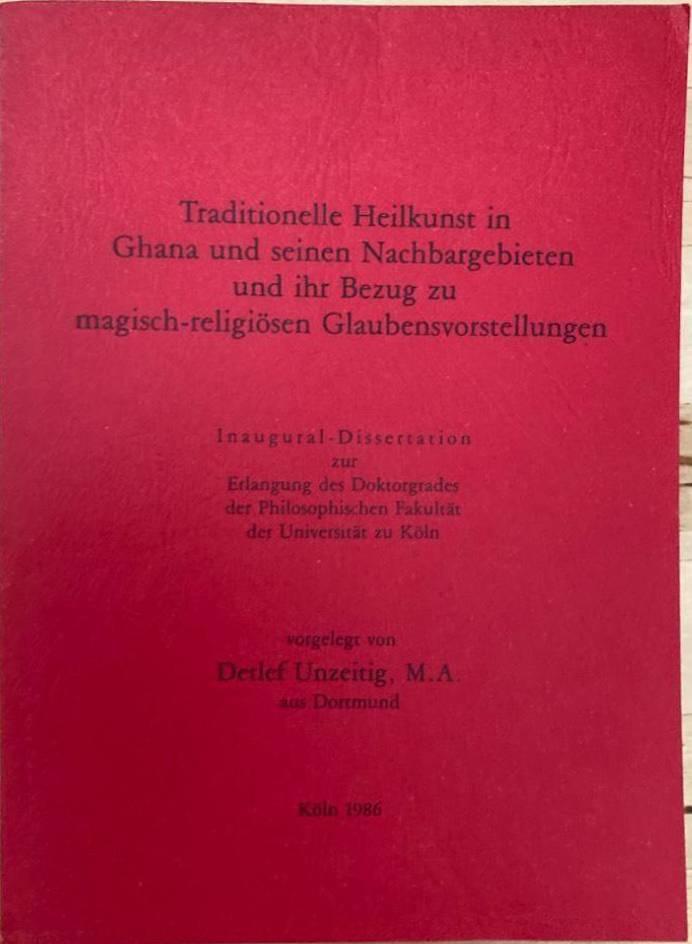 Traditionelle Heilkunst in
Ghana und seinen Nachbargebieten
und ihr Bezug zu
magisch-religiösen Glaubensvorstellungen
Inaugural-Dissertation
zur
Erlangung des Doktorgrades
der Philosophischen Fakultät
der Universität zu Köln
vorgelegt von
Detlef Unzeitig, M.A.
aus Dortmund
Köln 1986